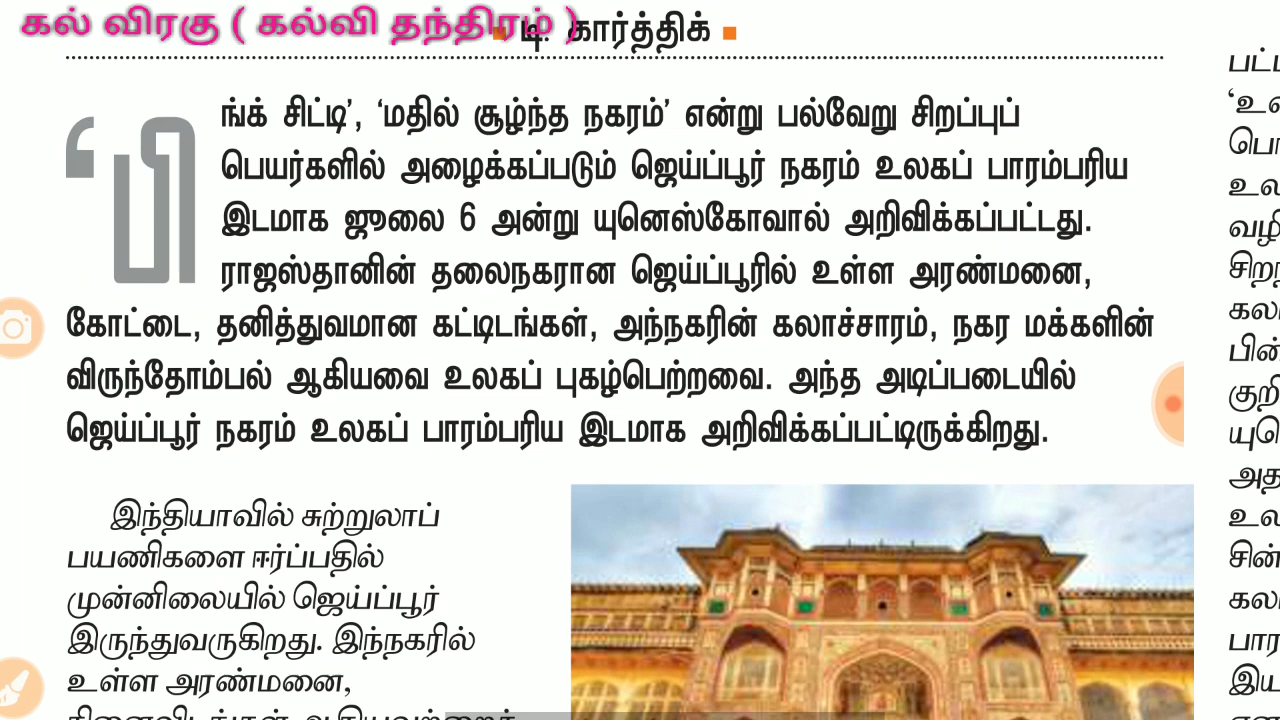 கல் விரகு ( கல்வி தந்திரம் )
டி. கார்த்திக்
‘பிங்க் சிட்டி’, ‘மதில் சூழ்ந்த நகரம்’ என்று பல்வேறு சிறப்புப்
பெயர்களில் அழைக்கப்படும் ஜெய்ப்பூர் நகரம் உலகப் பாரம்பரிய
இடமாக ஜூலை 6 அன்று யுனெஸ்கோவால் அறிவிக்கப்பட்டது.
ராஜஸ்தானின் தலைநகரான ஜெய்ப்பூரில் உள்ள அரண்மனை,
கோட்டை, தனித்துவமான கட்டிடங்கள், அந்நகரின் கலாச்சாரம், நகர மக்களின்
விருந்தோம்பல் ஆகியவை உலகப் புகழ்பெற்றவை. அந்த அடிப்படையில்
ஜெய்ப்பூர் நகரம் உலகப் பாரம்பரிய இடமாக அறிவிக்கப்பட்டிருக்கிறது.
இந்தியாவில் சுற்றுலாப்
பயணிகளை ஈர்ப்பதில்
முன்னிலையில் ஜெய்ப்பூர்
இருந்துவருகிறது. இந்நகரில்
உள்ள அரண்மனை,